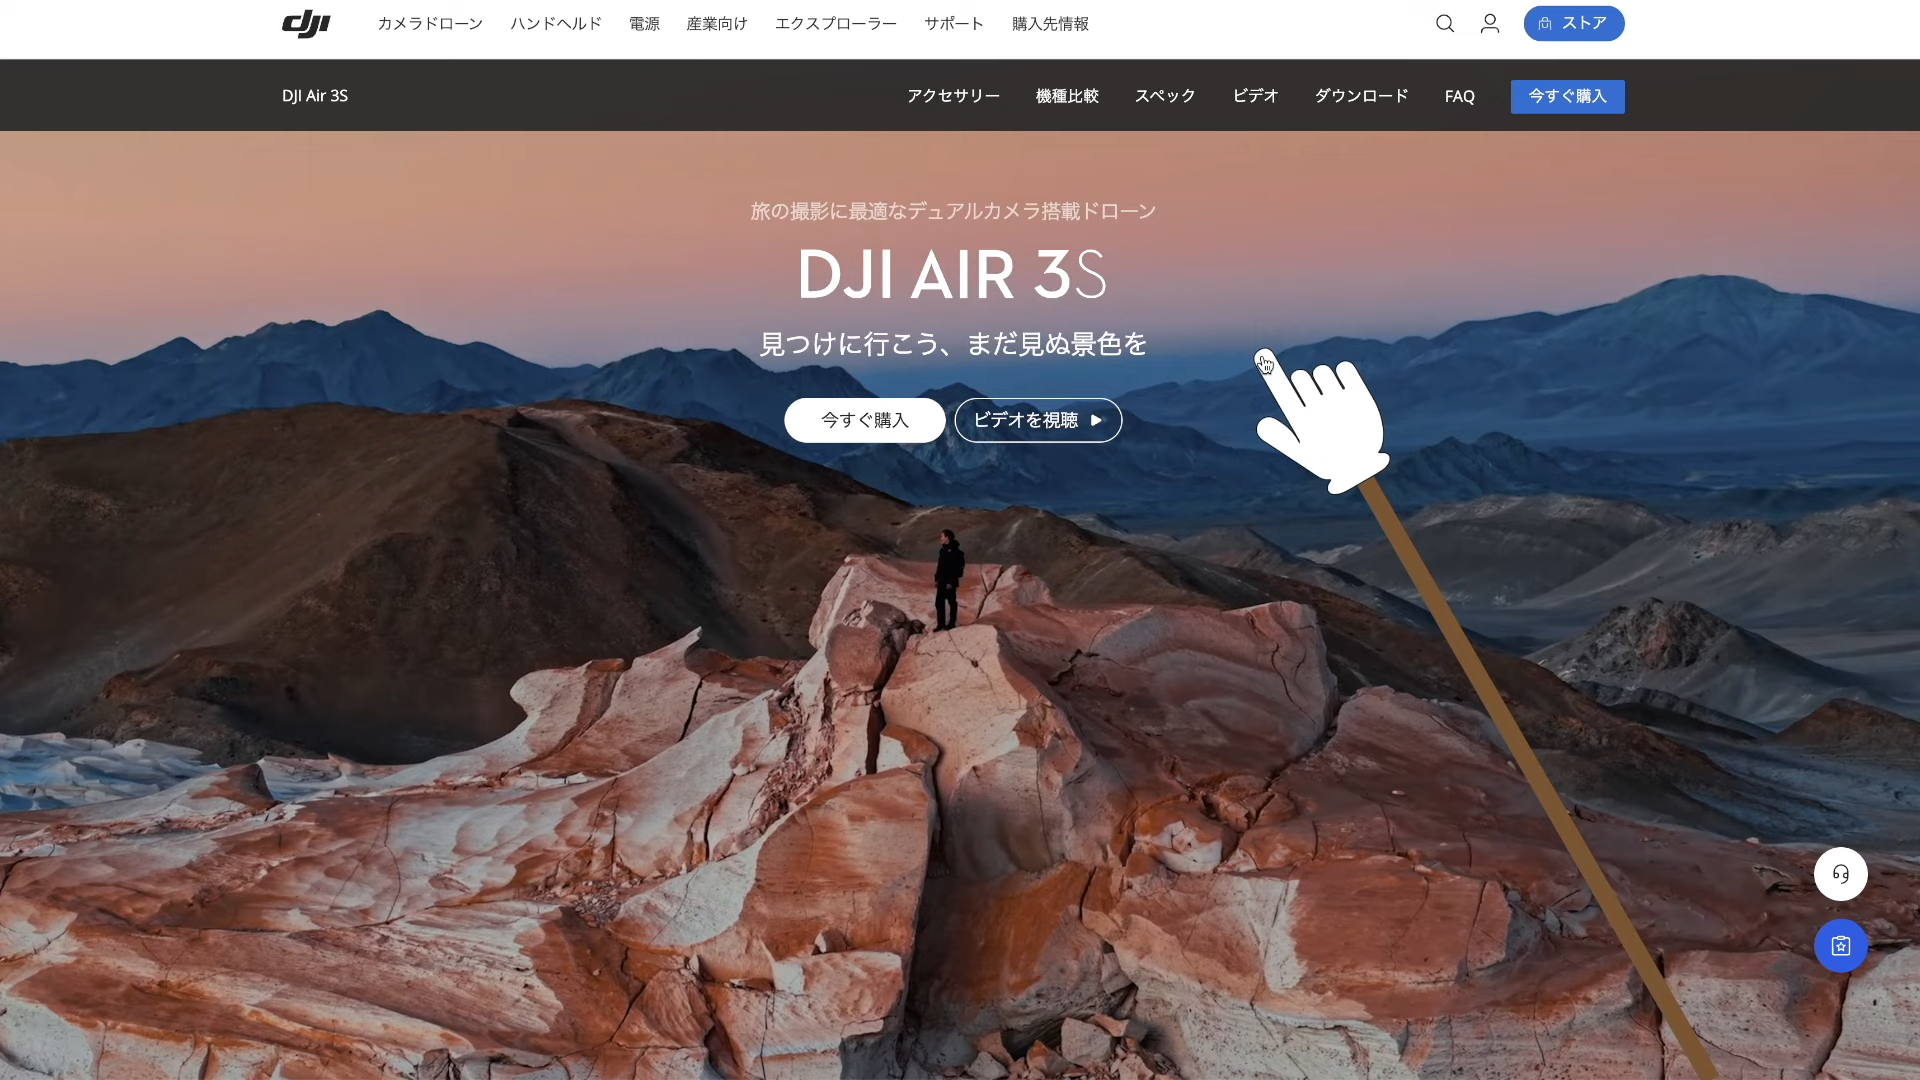 dji
カメラドローン
ハンドヘルド
電源
産業向け
エクスプローラー
サポート
購入先情報
ストア
DJI Air 3S
アクセサリー
機種比較
スペック
ビデオ
ダウンロード
FAQ
今すぐ購入
旅の撮影に最適なデュアルカメラ搭載ドローン
DJI AIR 3S
見つけに行こう、まだ見ぬ景色を
今すぐ購入
ビデオを視聴